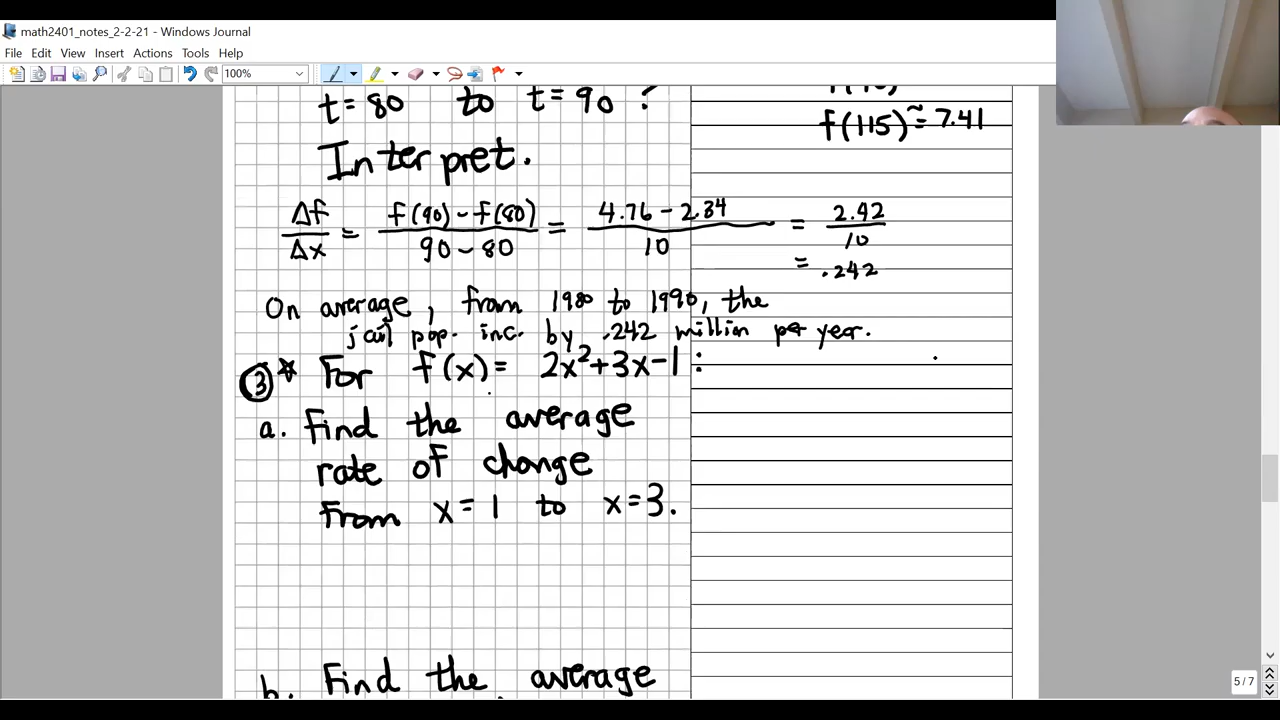 math2401_notes_2-2-21 - Windows Journal
File Edit View Insert Actions Tools Help
100%
t = 80 to t = 90 ?
f(115) ≈ 7.41
Interpret.
Δf/Δx = f(90) - f(80) / 90 - 80 = 4.76 - 2.34 / 10 = 2.42 / 10
= .242
On average, from 1980 to 1990, the
jail pop. inc. by .242 million per year.
③ * For f(x) = 2x² + 3x - 1 :
a. Find the average
rate of change
From x = 1 to x = 3.
b. Find the average
5 / 7